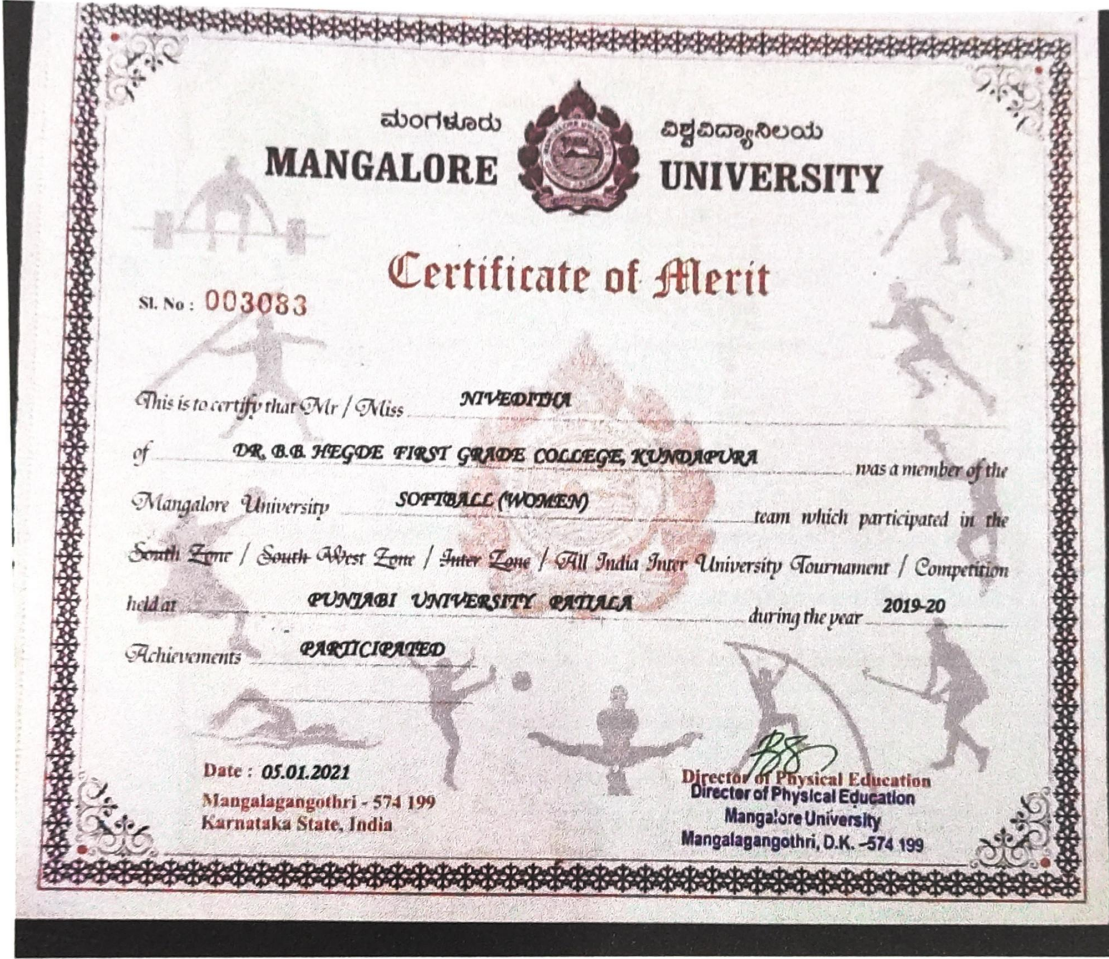 ಮಂಗಳೂರು ವಿಶ್ವವಿದ್ಯಾನಿಲಯ
MANGALORE UNIVERSITY
Certificate of Merit
Sl. No : 003083
This is to certify that Mr / Miss NIVEDITHA
of DR. B.B. HEGDE FIRST GRADE COLLEGE, KUNDAPURA was a member of the
Mangalore University SOFTBALL (WOMEN) team which participated in the
South Zone / South West Zone / Inter Zone / All India Inter University Tournament / Competition
held at PUNJABI UNIVERSITY PATIALA during the year 2019-20
Achievements PARTICIPATED
Date : 05.01.2021
Mangalagangothri - 574 199
Karnataka State, India
Director of Physical Education
Director of Physical Education
Mangalore University
Mangalagangothri, D.K. -574 199